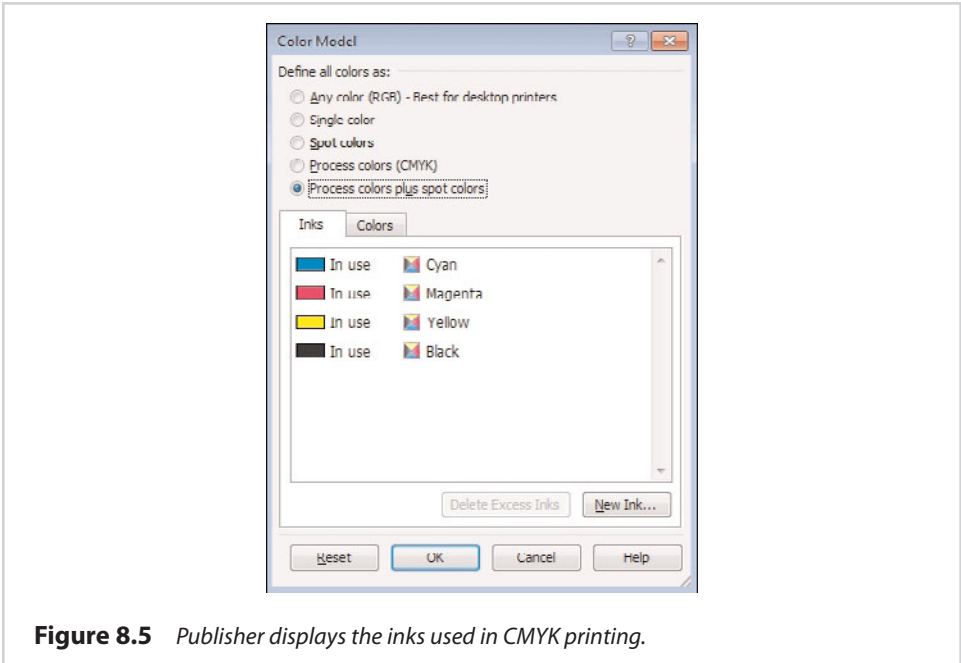 Color Model
Define all colors as:
Any color (RGB) - Best for desktop printers
Single color
Spot colors
Process colors (CMYK)
Process colors plus spot colors
Inks Colors
In use Cyan
In use Magenta
In use Yellow
In use Black
Delete Excess Inks New Ink...
Reset OK Cancel Help
Figure 8.5 Publisher displays the inks used in CMYK printing.